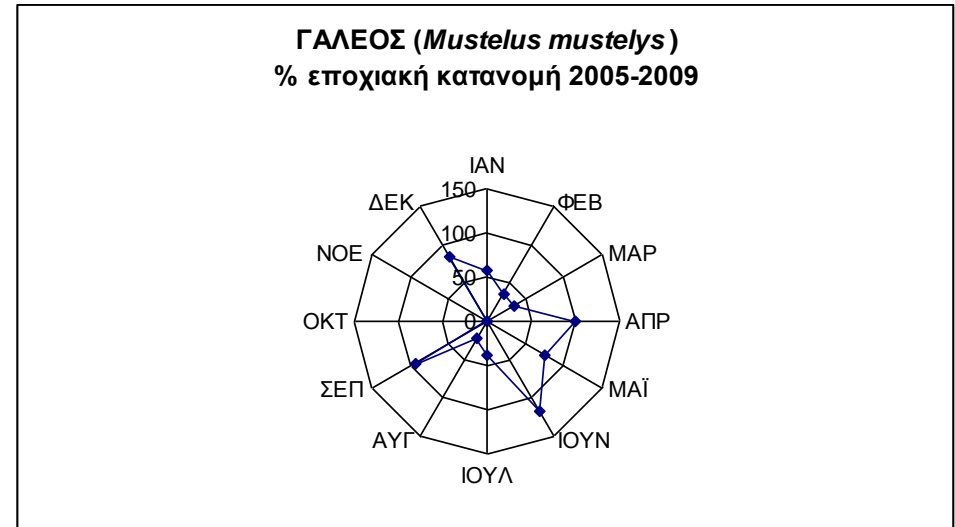 ΓΑΛΕΟΣ (Mustelus mustelys)
% εποχιακή κατανομή 2005-2009
ΙΑΝ
ΦΕΒ
ΜΑΡ
ΑΠΡ
ΜΑΪ
ΙΟΥΝ
ΙΟΥΛ
ΑΥΓ
ΣΕΠ
ΟΚΤ
ΝΟΕ
ΔΕΚ
150
100
50
0